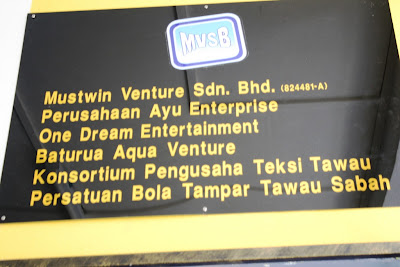 MVSB
Mustwin Venture Sdn. Bhd. (824481-A)
Perusahaan Ayu Enterprise
One Dream Entertainment
Baturua Aqua Venture
Konsortium Pengusaha Teksi Tawau
Persatuan Bola Tampar Tawau Sabah